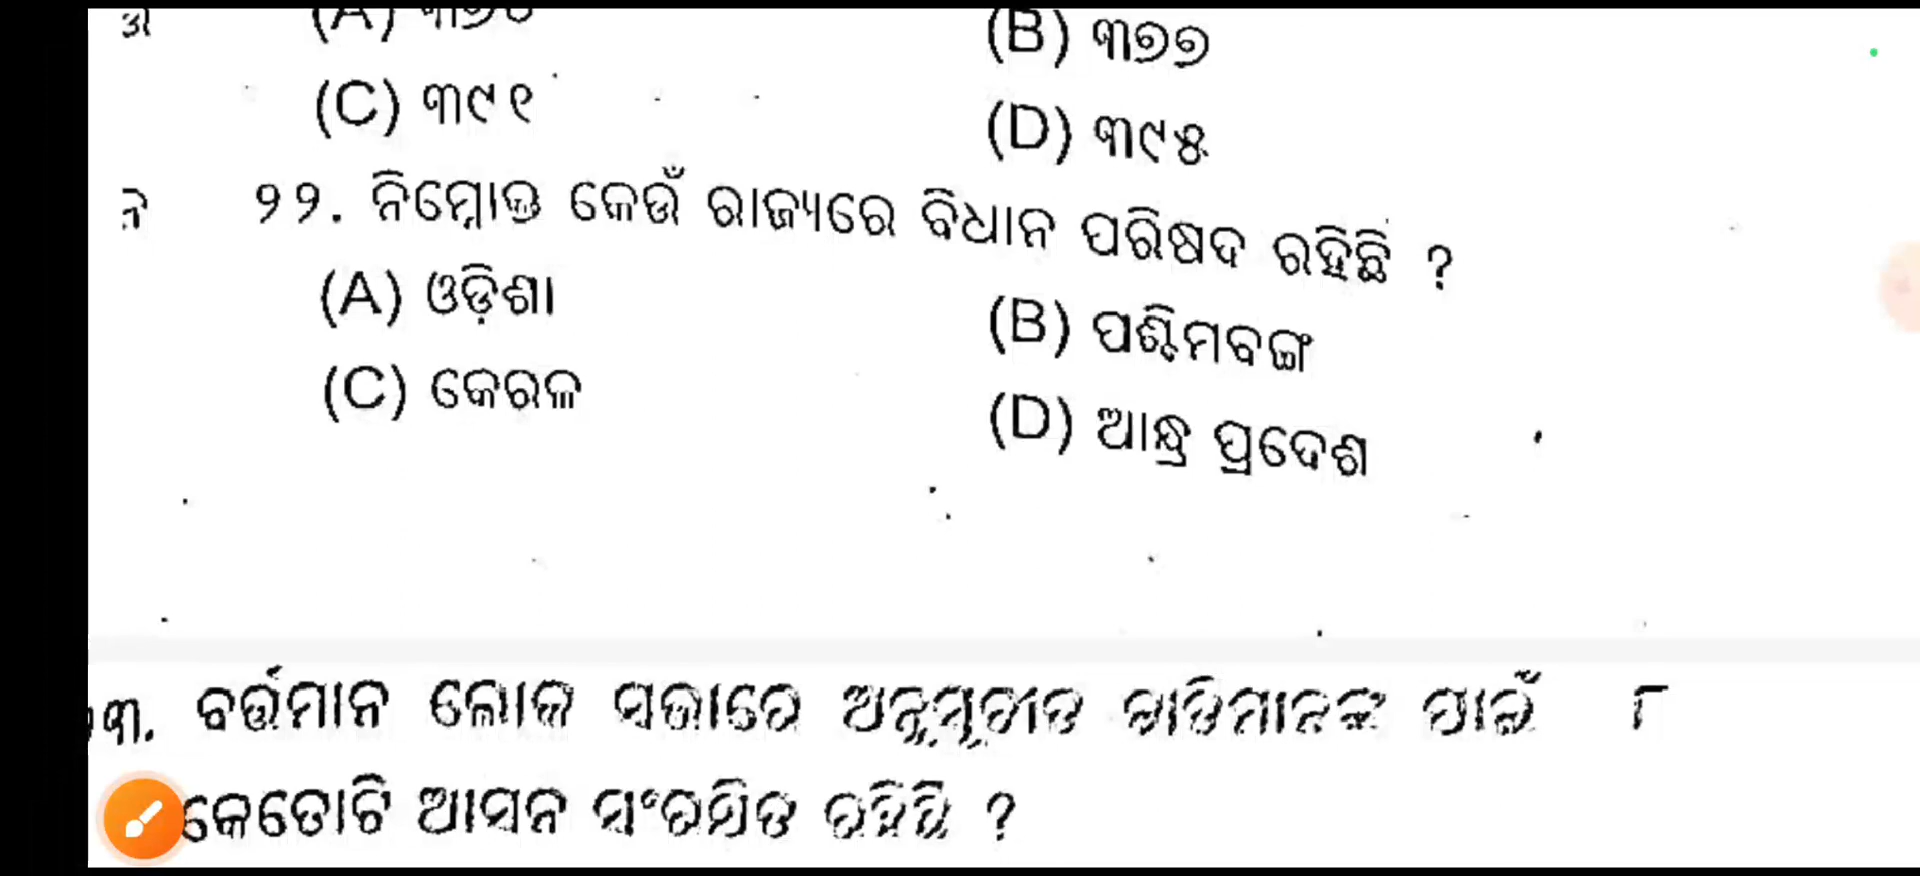 (B) ୩୭୭
(C) ୩୯୧
(D) ୩୯୫
୨୨. ନିମ୍ନୋକ୍ତ କେଉଁ ରାଜ୍ୟରେ ବିଧାନ ପରିଷଦ ରହିଛି ?
(A) ଓଡ଼ିଶା
(B) ପଶ୍ଚିମବଙ୍ଗ
(C) କେରଳ
(D) ଆନ୍ଧ୍ର ପ୍ରଦେଶ
୩. ବର୍ତ୍ତମାନ ଲୋକ ସଭାରେ ଅନୁସୂଚୀତ ଜାତିମାନଙ୍କ ପାଇଁ
କେତୋଟି ଆସନ ସଂରକ୍ଷିତ ରହିଛି ?